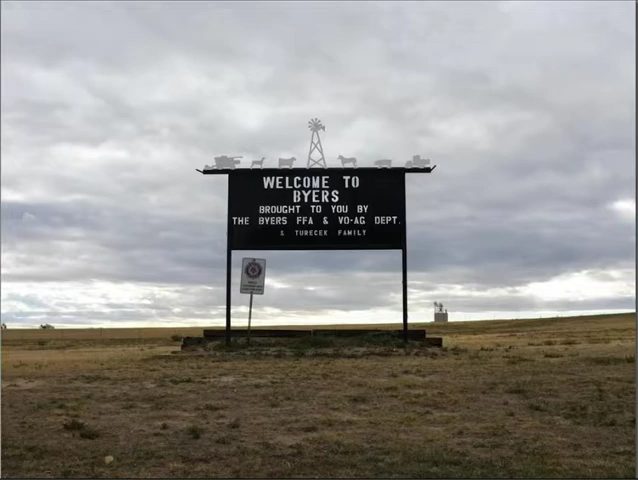 WELCOME TO
BYERS
BROUGHT TO YOU BY
THE BYERS FFA & VO-AG DEPT.
& TURECEK FAMILY